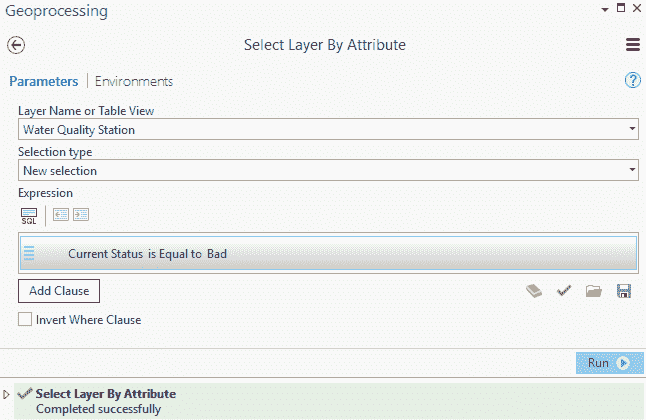 Geoprocessing
Select Layer By Attribute
Parameters | Environments
Layer Name or Table View
Water Quality Station
Selection type
New selection
Expression
SQL
Current Status is Equal to Bad
Add Clause
Invert Where Clause
Run
Select Layer By Attribute
Completed successfully